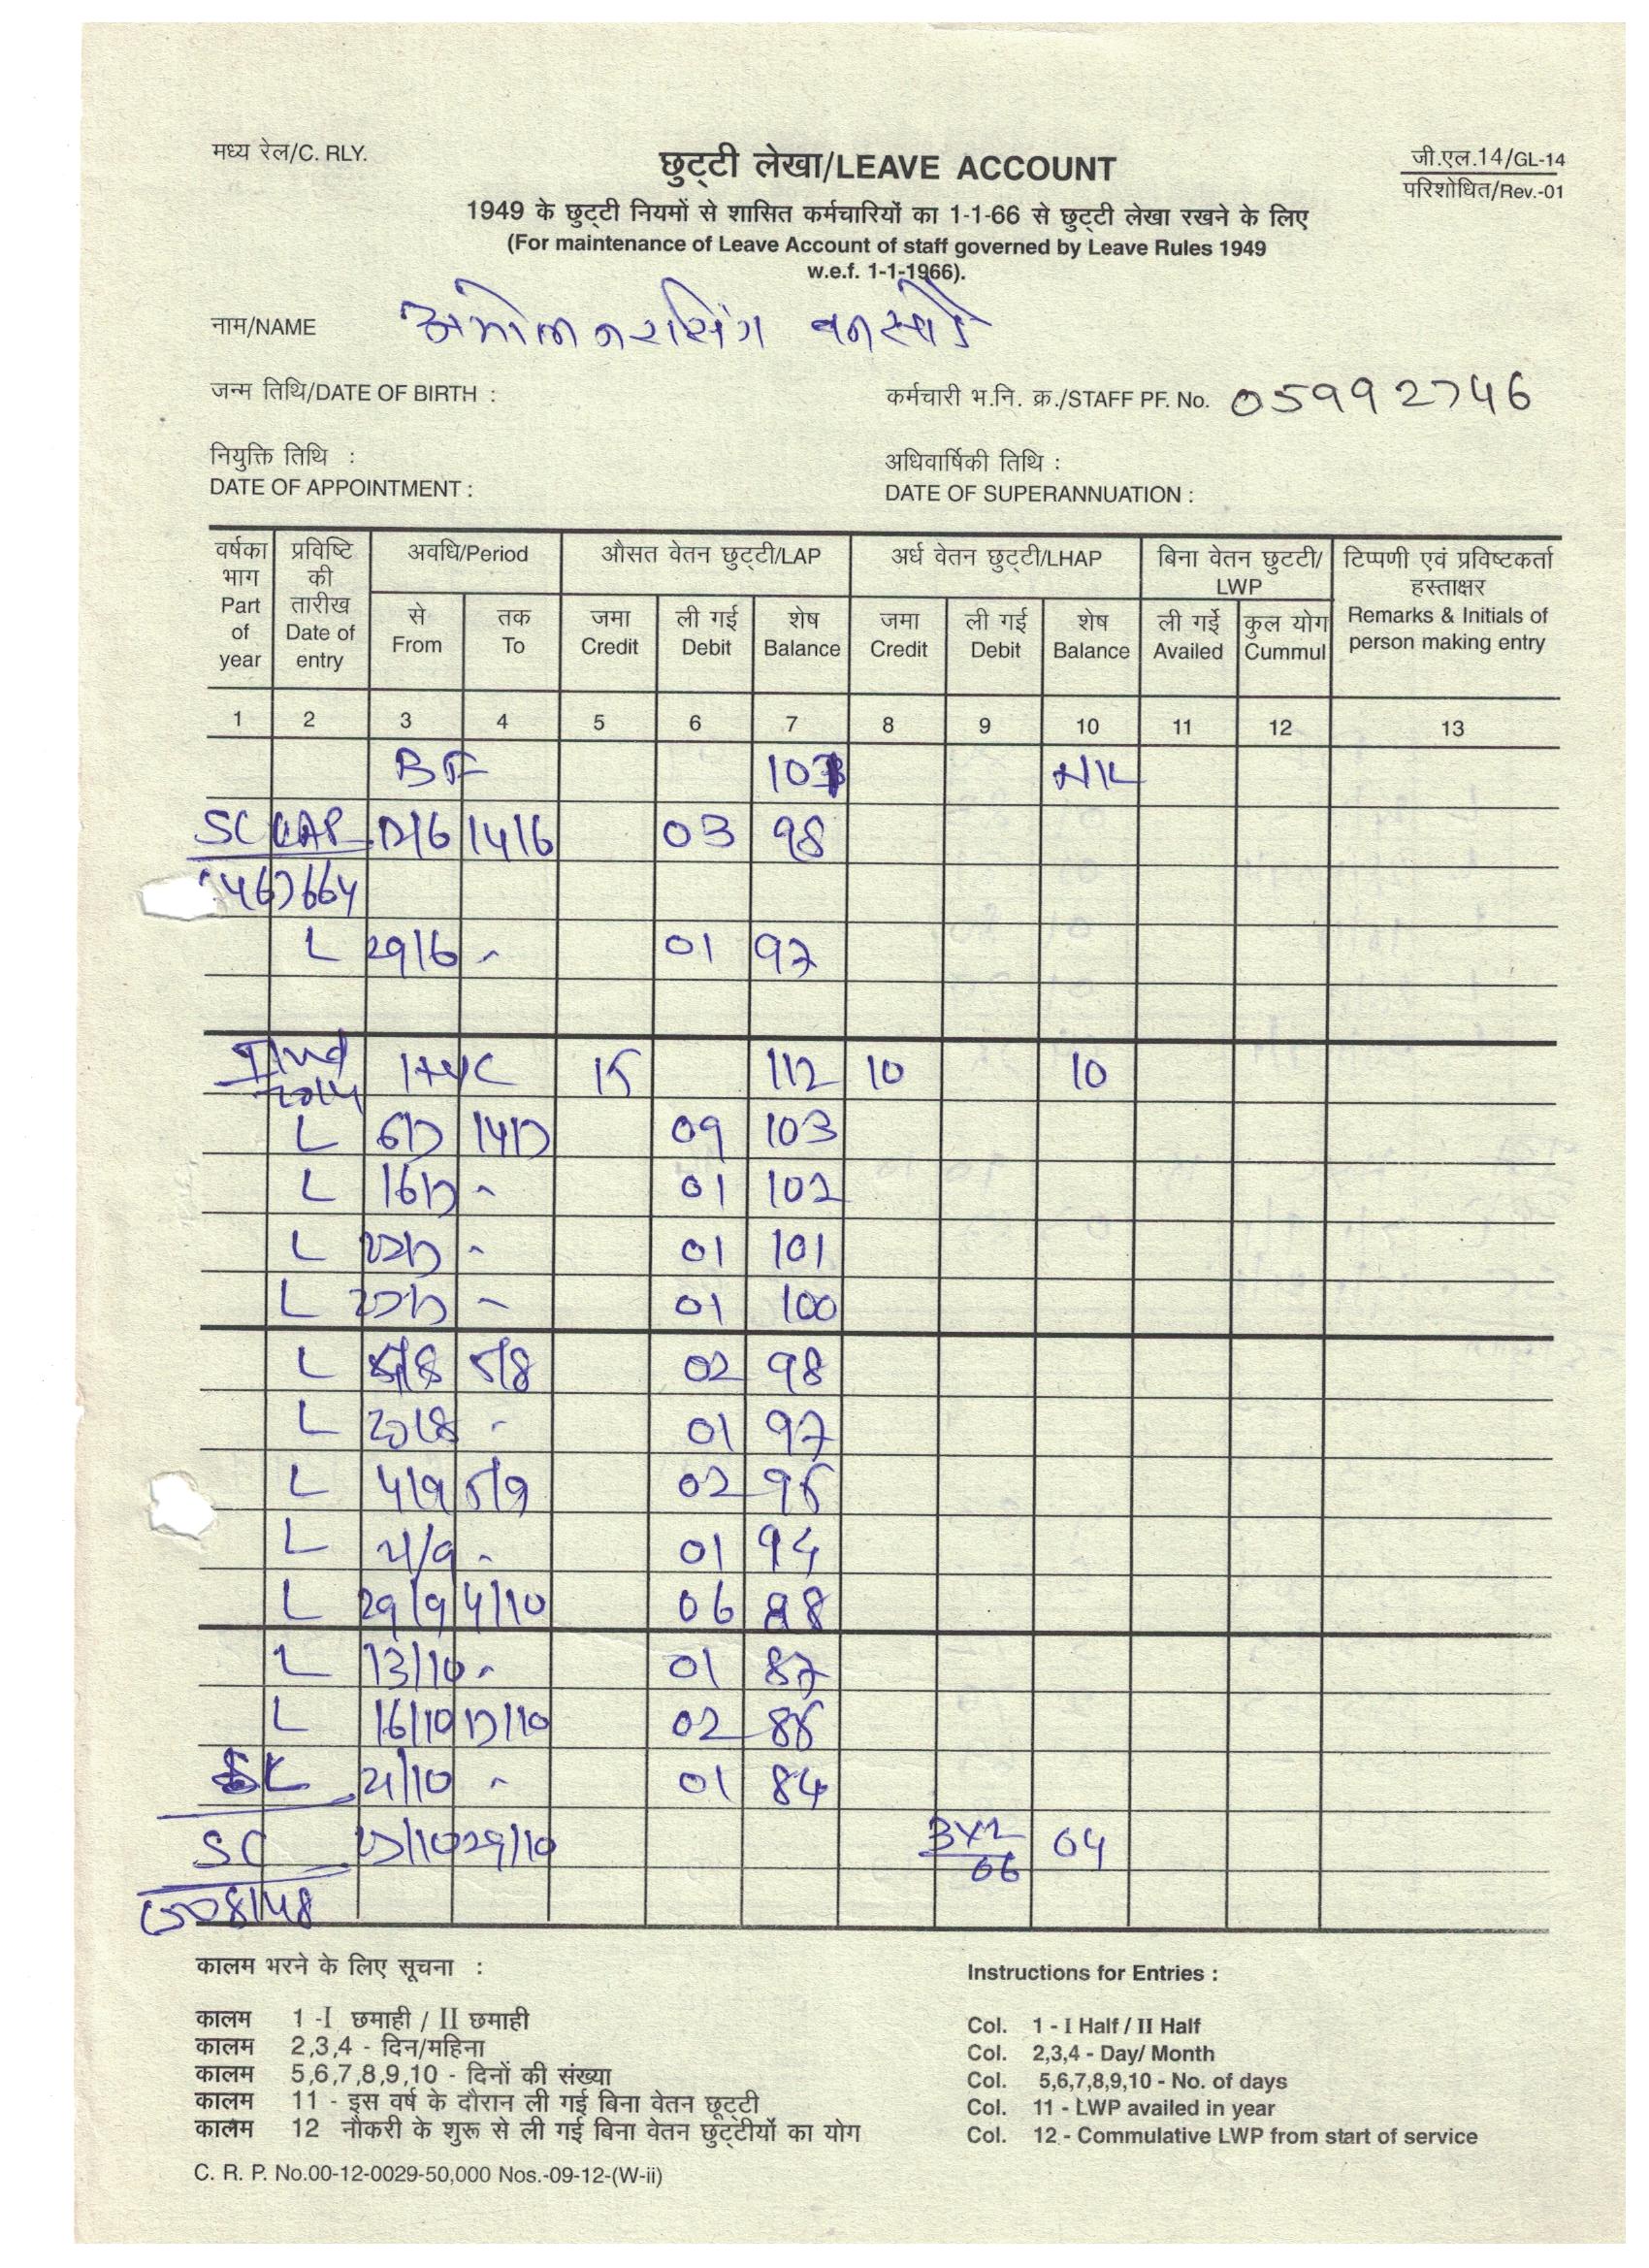 मध्य रेल/C. RLY.
छुट्टी लेखा/LEAVE ACCOUNT
जी.एल.14/GL-14
परिशोधित/Rev.-01
1949 के छुट्टी नियमों से शासित कर्मचारियों का 1-1-66 से छुट्टी लेखा रखने के लिए
(For maintenance of Leave Account of staff governed by Leave Rules 1949
w.e.f. 1-1-1966).
नाम/NAME अमोल नरसिंग बनसोडे
जन्म तिथि/DATE OF BIRTH :
कर्मचारी भ.नि. क्र./STAFF PF. No. 05992746
नियुक्ति तिथि :
DATE OF APPOINTMENT :
अधिवार्षिकी तिथि :
DATE OF SUPERANNUATION :
वर्षका भाग Part of year
प्रविष्टि की तारीख Date of entry
अवधि/Period
औसत वेतन छुट्टी/LAP
अर्ध वेतन छुट्टी/LHAP
बिना वेतन छुट्टी/LWP
टिप्पणी एवं प्रविष्टकर्ता हस्ताक्षर Remarks & Initials of person making entry
से From
तक To
जमा Credit
ली गई Debit
शेष Balance
जमा Credit
ली गई Debit
शेष Balance
ली गई Availed
कुल योग Cummul
1 2 3 4 5 6 7 8 9 10 11 12 13
BF NIL
SC LAP 12/6 14/6 03 98
467664
L 29/6 - 01 97
2014 15 112 10 10
L 6/7 14/7 09 103
L 16/7 - 01 102
L 22/7 - 01 101
L 27/7 - 01 100
L 5/8 02 98
L 27/8 - 01 97
L 4/9 5/9 02 95
L 21/9 - 01 94
L 29/9 4/10 06 88
L 13/10 - 01 87
L 16/10 17/10 02 85
L 21/10 - 01 84
SC 27/10 29/10 3x2 04
06
508148
कालम भरने के लिए सूचना :
कालम 1 -I छमाही / II छमाही
कालम 2,3,4 - दिन/महिना
कालम 5,6,7,8,9,10 - दिनों की संख्या
कालम 11 - इस वर्ष के दौरान ली गई बिना वेतन छूट्टी
कालम 12 नौकरी के शुरू से ली गई बिना वेतन छुट्टीयों का योग
Instructions for Entries :
Col. 1 - I Half / II Half
Col. 2,3,4 - Day/ Month
Col. 5,6,7,8,9,10 - No. of days
Col. 11 - LWP availed in year
Col. 12 - Commulative LWP from start of service
C. R. P. No.00-12-0029-50,000 Nos.-09-12-(W-ii)